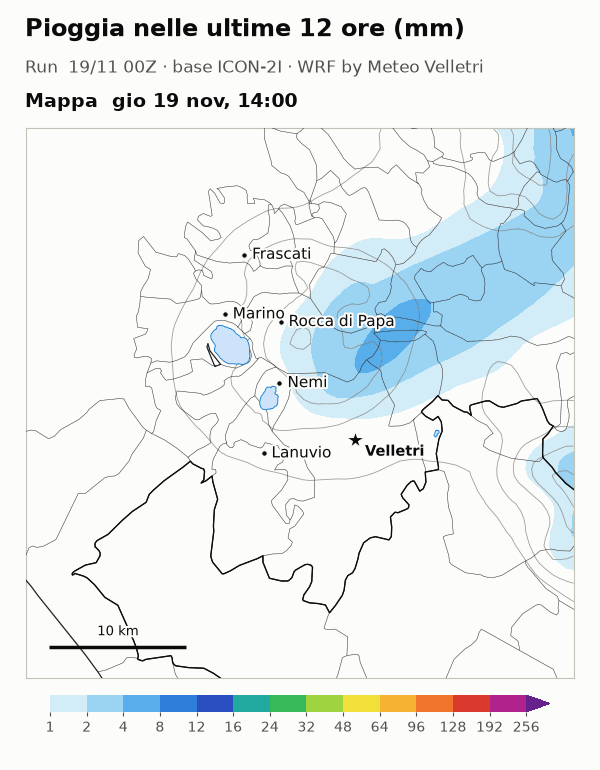 Pioggia nelle ultime 12 ore (mm)
Run  19/11 00Z · base ICON-2I · WRF by Meteo Velletri
Mappa  gio 19 nov, 14:00
Frascati
Marino
Rocca di Papa
Nemi
Velletri
Lanuvio
10 km
1 2 4 8 12 16 24 32 48 64 96 128 192 256